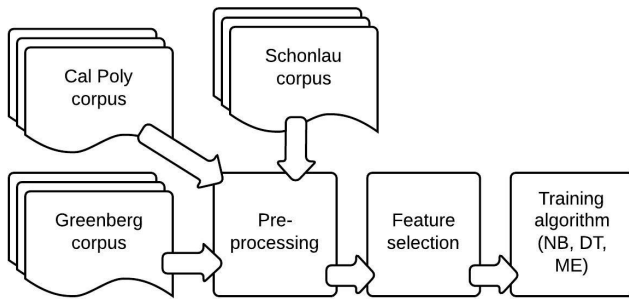 Cal Poly
corpus
Schonlau
corpus
Greenberg
corpus
Pre-
processing
Feature
selection
Training
algorithm
(NB, DT,
ME)